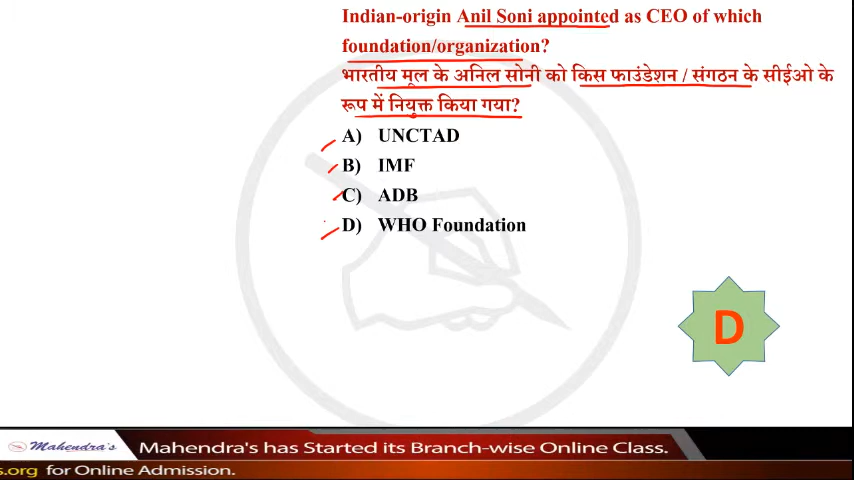 Indian-origin Anil Soni appointed as CEO of which
foundation/organization?
भारतीय मूल के अनिल सोनी को किस फाउंडेशन / संगठन के सीईओ के
रूप में नियुक्त किया गया?
A) UNCTAD
B) IMF
C) ADB
D) WHO Foundation
D
Mahendra's
Mahendra's has Started its Branch-wise Online Class.
s.org for Online Admission.